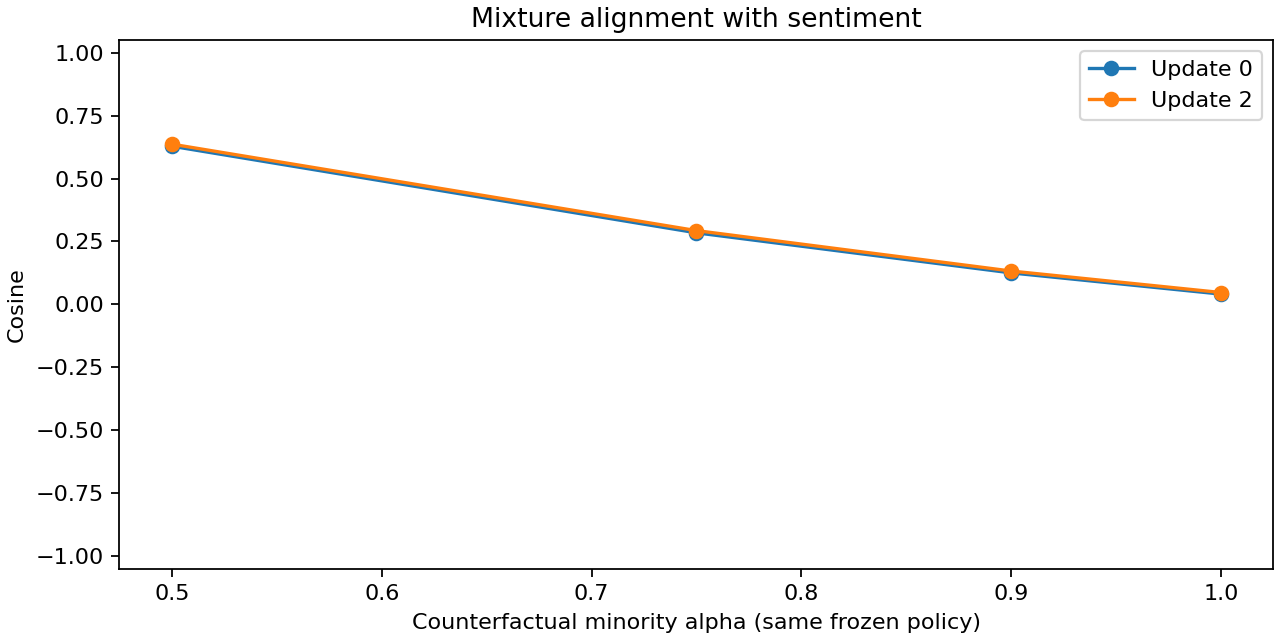 Mixture alignment with sentiment
Update 0
Update 2
1.00
0.75
0.50
0.25
0.00
−0.25
−0.50
−0.75
−1.00
Cosine
0.5 0.6 0.7 0.8 0.9 1.0
Counterfactual minority alpha (same frozen policy)